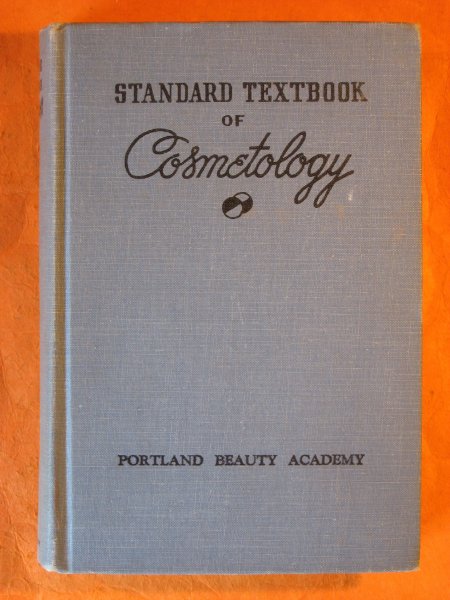 STANDARD TEXTBOOK
OF
Cosmetology
PORTLAND BEAUTY ACADEMY